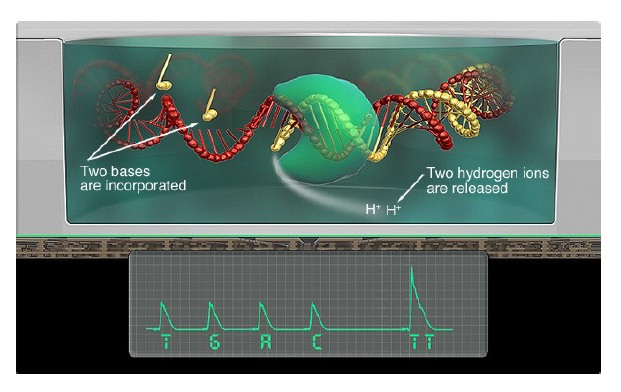 Two bases
are incorporated
Two hydrogen ions
are released
H⁺ H⁺
T G A C TT